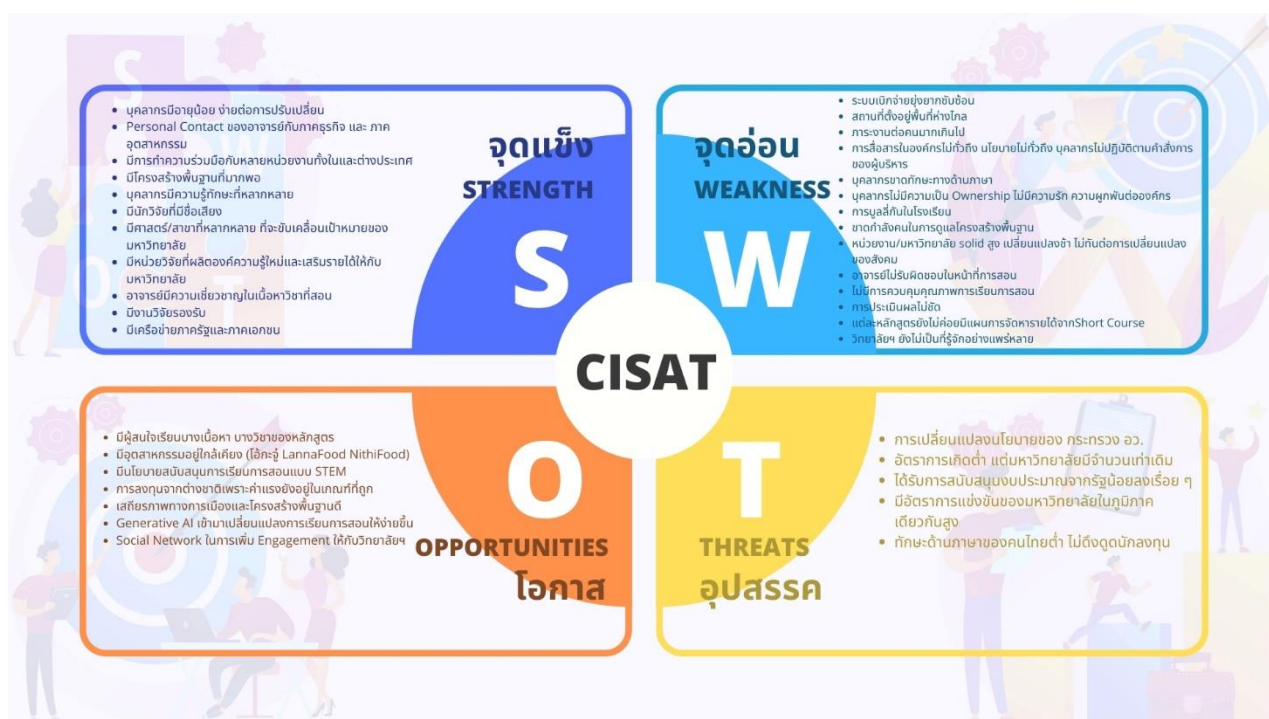 จุดแข็ง
STRENGTH
S
• บุคลากรมีอายุน้อย ง่ายต่อการปรับเปลี่ยน
• Personal Contact ของอาจารย์กับภาคธุรกิจ และ ภาค
อุตสาหกรรม
• มีการทำความร่วมมือกับหลายหน่วยงานทั้งในและต่างประเทศ
• มีโครงสร้างพื้นฐานที่มากพอ
• บุคลากรมีความรู้ทักษะที่หลากหลาย
• มีนักวิจัยที่มีชื่อเสียง
• มีศาสตร์/สาขาที่หลากหลาย ที่จะขับเคลื่อนเป้าหมายของ
มหาวิทยาลัย
• มีหน่วยวิจัยที่ผลิตองค์ความรู้ใหม่และเสริมรายได้ให้กับ
มหาวิทยาลัย
• อาจารย์มีความเชี่ยวชาญในเนื้อหาวิชาที่สอน
• มีงานวิจัยรองรับ
• มีเครือข่ายภาครัฐและภาคเอกชน
จุดอ่อน
WEAKNESS
W
• ระบบเบิกจ่ายยุ่งยากซับซ้อน
• สถานที่ตั้งอยู่พื้นที่ห่างไกล
• ภาระงานต่อคนมากเกินไป
• การสื่อสารในองค์กรไม่ทั่วถึง นโยบายไม่ทั่วถึง บุคลากรไม่ปฏิบัติตามคำสั่งการ
ของผู้บริหาร
• บุคลากรขาดทักษะทางด้านภาษา
• บุคลากรไม่มีความเป็น Ownership ไม่มีความรัก ความผูกพันต่อองค์กร
• การบูลลี่กันในโรงเรียน
• ขาดกำลังคนในการดูแลโครงสร้างพื้นฐาน
• หน่วยงาน/มหาวิทยาลัย solid สูง เปลี่ยนแปลงช้า ไม่ทันต่อการเปลี่ยนแปลง
ของสังคม
• อาจารย์ไม่รับผิดชอบในหน้าที่การสอน
• ไม่มีการควบคุมคุณภาพการเรียนการสอน
• การประเมินผลไม่ชัด
• แต่ละหลักสูตรยังไม่ค่อยมีแผนการจัดหารายได้จากShort Course
• วิทยาลัยฯ ยังไม่เป็นที่รู้จักอย่างแพร่หลาย
CISAT
O
OPPORTUNITIES
โอกาส
• มีผู้สนใจเรียนบางเนื้อหา บางวิชาของหลักสูตร
• มีอุตสาหกรรมอยู่ใกล้เคียง (โอ้กะจู๋ LannaFood NithiFood)
• มีนโยบายสนับสนุนการเรียนการสอนแบบ STEM
• การลงทุนจากต่างชาติเพราะค่าแรงยังอยู่ในเกณฑ์ที่ถูก
• เสถียรภาพทางการเมืองและโครงสร้างพื้นฐานดี
• Generative AI เข้ามาเปลี่ยนแปลงการเรียนการสอนให้ง่ายขึ้น
• Social Network ในการเพิ่ม Engagement ให้กับวิทยาลัยฯ
T
THREATS
อุปสรรค
• การเปลี่ยนแปลงนโยบายของ กระทรวง อว.
• อัตราการเกิดต่ำ แต่มหาวิทยาลัยมีจำนวนเท่าเดิม
• ได้รับการสนับสนุนงบประมาณจากรัฐน้อยลงเรื่อย ๆ
• มีอัตราการแข่งขันของมหาวิทยาลัยในภูมิภาค
เดียวกันสูง
• ทักษะด้านภาษาของคนไทยต่ำ ไม่ดึงดูดนักลงทุน